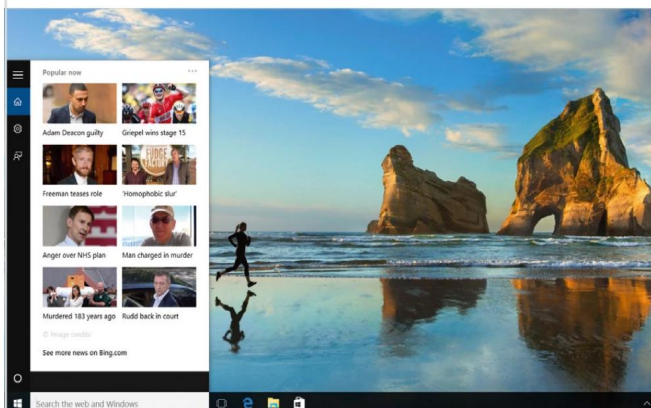 Popular now
Adam Deacon guilty
Griepel wins stage 15
Freeman teases role
'Homophobic slur'
Anger over NHS plan
Man charged in murder
Murdered 183 years ago
Rudd back in court
© Image credits
See more news on Bing.com
Search the web and Windows